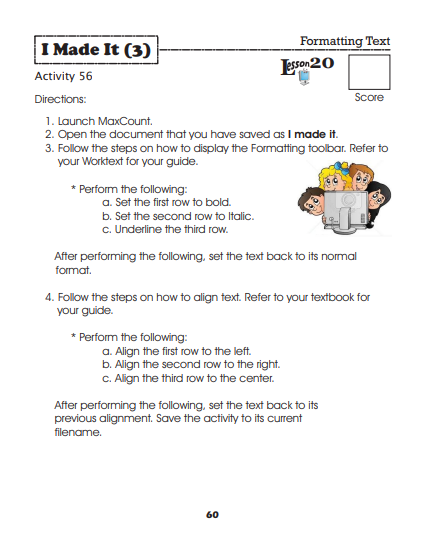 I Made It (3)
Formatting Text
Lesson20
Activity 56
Score
Directions:
1. Launch MaxCount.
2. Open the document that you have saved as I made it.
3. Follow the steps on how to display the Formatting toolbar. Refer to
your Worktext for your guide.
* Perform the following:
a. Set the first row to bold.
b. Set the second row to Italic.
c. Underline the third row.
After performing the following, set the text back to its normal
format.
4. Follow the steps on how to align text. Refer to your textbook for
your guide.
* Perform the following:
a. Align the first row to the left.
b. Align the second row to the right.
c. Align the third row to the center.
After performing the following, set the text back to its
previous alignment. Save the activity to its current
filename.
60